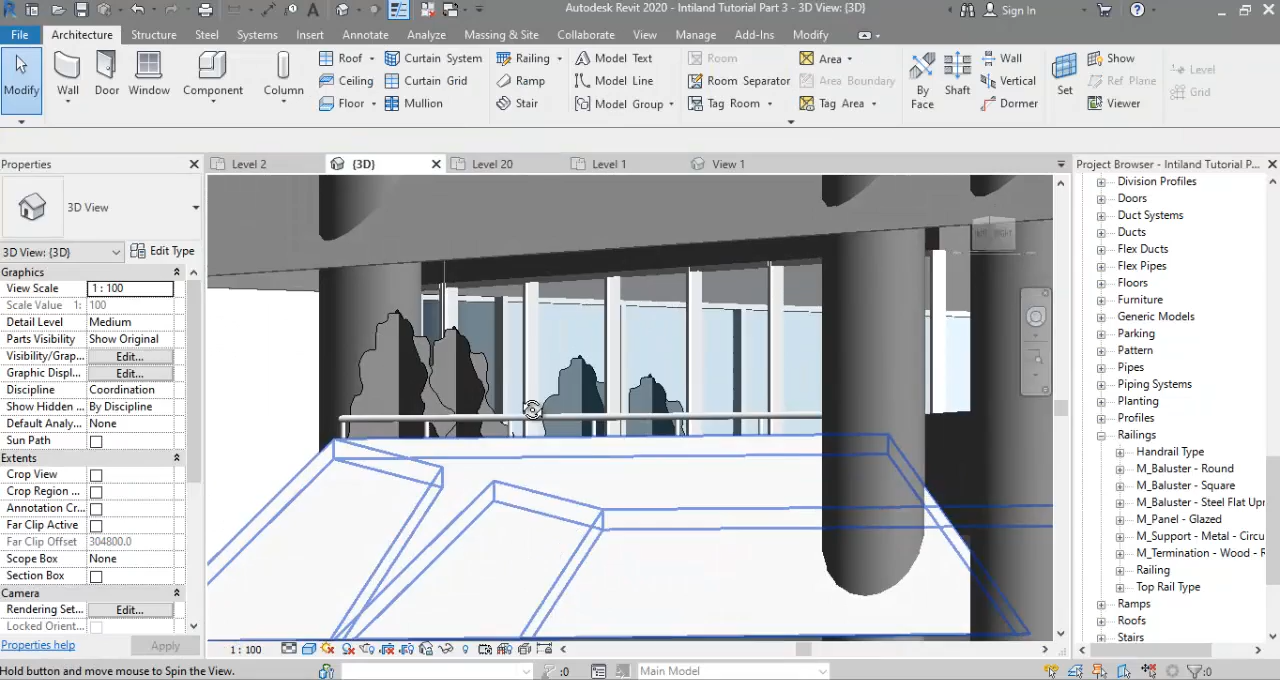 Autodesk Revit 2020 - Intiland Tutorial Part 3 - 3D View: {3D}
Sign In
File Architecture Structure Steel Systems Insert Annotate Analyze Massing & Site Collaborate View Manage Add-Ins Modify
Modify Wall Door Window Component Column
Roof Curtain System Railing Model Text Room Area
Ceiling Curtain Grid Ramp Model Line Room Separator Area Boundary
Floor Mullion Stair Model Group Tag Room Tag Area
By Face Shaft Wall Vertical Dormer
Set Show Ref Plane Viewer
Level
Grid
Properties
Level 2 {3D} Level 20 Level 1 View 1
Project Browser - Intiland Tutorial P...
3D View
3D View: {3D} Edit Type
Graphics
View Scale 1 : 100
Scale Value 1: 100
Detail Level Medium
Parts Visibility Show Original
Visibility/Grap... Edit...
Graphic Displ... Edit...
Discipline Coordination
Show Hidden ... By Discipline
Default Analy... None
Sun Path
Extents
Crop View
Crop Region ...
Annotation Cr...
Far Clip Active
Far Clip Offset 304800.0
Scope Box None
Section Box
Camera
Rendering Set... Edit...
Locked Orient...
Properties help Apply
Division Profiles
Doors
Duct Systems
Ducts
Flex Ducts
Flex Pipes
Floors
Furniture
Generic Models
Parking
Pattern
Pipes
Piping Systems
Planting
Profiles
Railings
Handrail Type
M_Baluster - Round
M_Baluster - Square
M_Baluster - Steel Flat Upr
M_Panel - Glazed
M_Support - Metal - Circu
M_Termination - Wood - R
Railing
Top Rail Type
Ramps
Roofs
Stairs
1 : 100
Hold button and move mouse to Spin the View.
:0
Main Model
:0